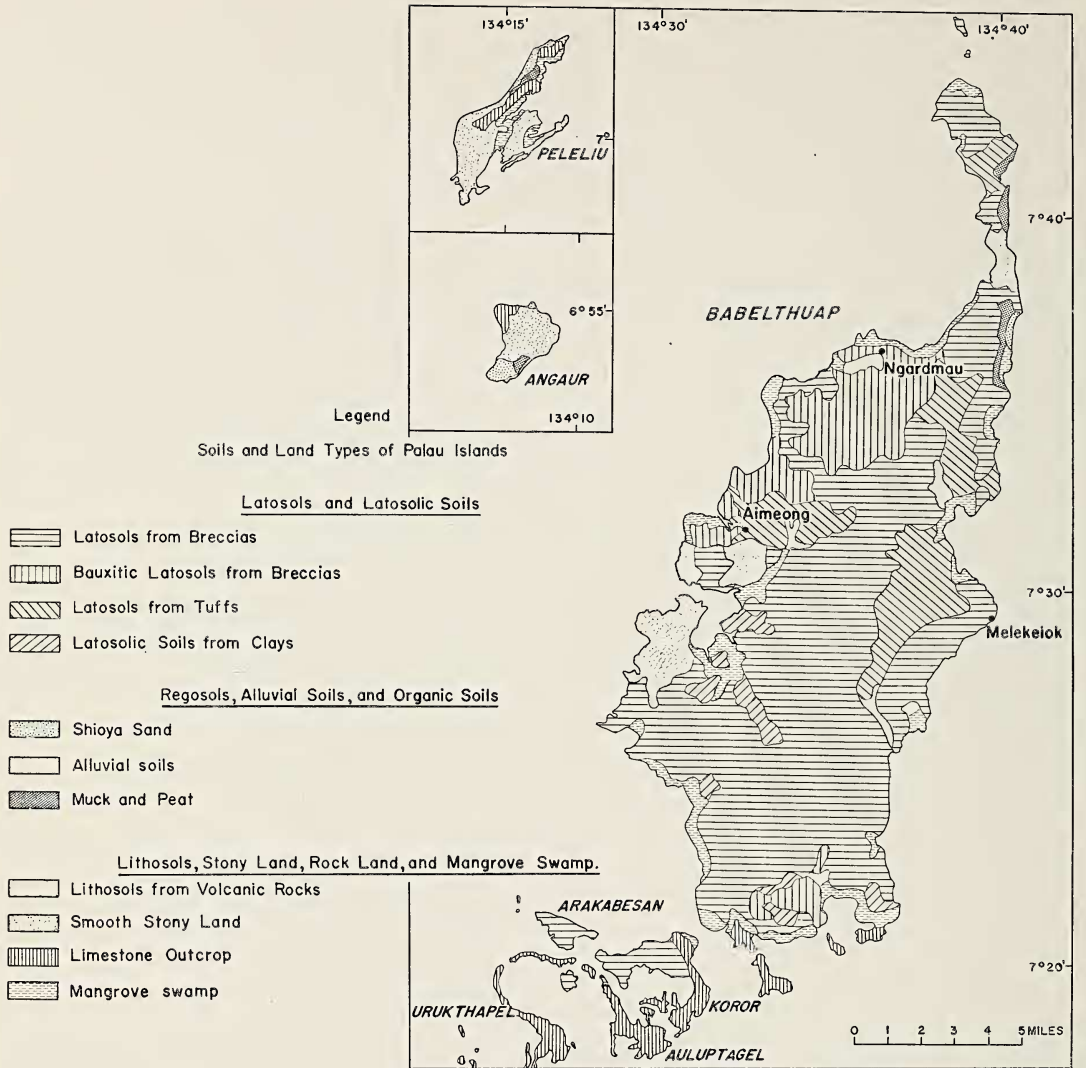 134°15'
134°30'
134°40'
7°
PELELIU
7°40'
6°55'
BABELTHUAP
Ngardmau
ANGAUR
134°10
Legend
Soils and Land Types of Palau Islands
Latosols and Latosolic Soils
Latosols from Breccias
Bauxitic Latosols from Breccias
Latosols from Tuffs
Latosolic Soils from Clays
Regosols, Alluvial Soils, and Organic Soils
Shioya Sand
Alluvial soils
Muck and Peat
Lithosols, Stony Land, Rock Land, and Mangrove Swamp.
Lithosols from Volcanic Rocks
Smooth Stony Land
Limestone Outcrop
Mangrove swamp
Aimeong
7°30'
Melekeiok
ARAKABESAN
7°20'
URUKTHAPEL
KOROR
AULUPTAGEL
0 1 2 3 4 5 MILES